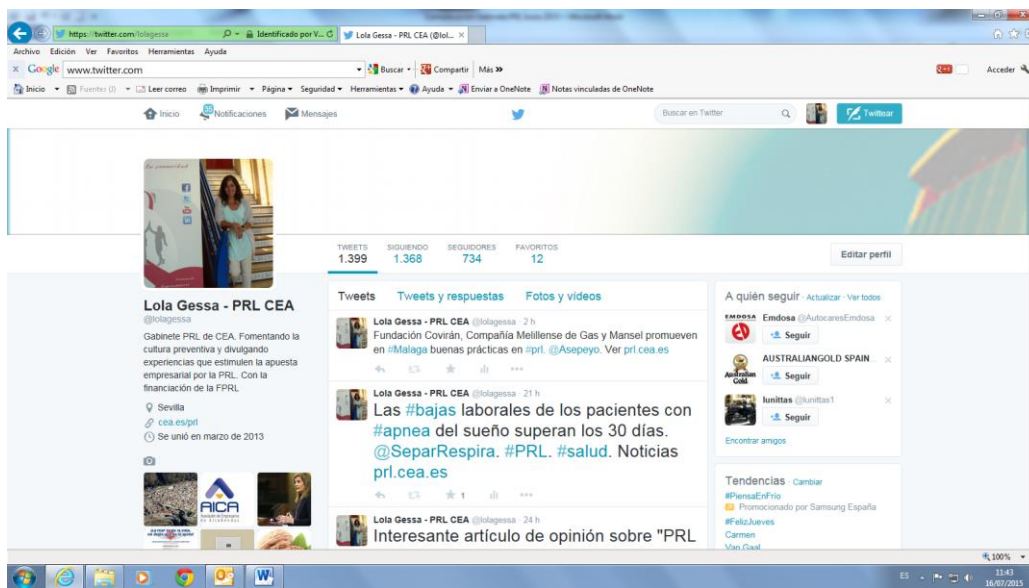 https://twitter.com/lolagessa
Identificado por V...
Lola Gessa - PRL CEA (@lol...
Archivo Edición Ver Favoritos Herramientas Ayuda
Google www.twitter.com Buscar Compartir Más Acceder
Inicio Fuentes (J) Leer correo Imprimir Página Seguridad Herramientas Ayuda Enviar a OneNote Notas vinculadas de OneNote
Inicio 35 Notificaciones Mensajes Buscar en Twitter Twittear
TWEETS SIGUIENDO SEGUIDORES FAVORITOS
1.399 1.368 734 12
Editar perfil
Lola Gessa - PRL CEA
@lolagessa
Gabinete PRL de CEA. Fomentando la
cultura preventiva y divulgando
experiencias que estimulen la apuesta
empresarial por la PRL. Con la
financiación de la FPRL
Sevilla
cea.es/prl
Se unió en marzo de 2013
AICA
Tweets Tweets y respuestas Fotos y vídeos
Lola Gessa - PRL CEA @lolagessa · 2 h
Fundación Covirán, Compañía Melillense de Gas y Mansel promueven
en #Malaga buenas prácticas en #prl. @Asepeyo. Ver prl.cea.es
Lola Gessa - PRL CEA @lolagessa · 21 h
Las #bajas laborales de los pacientes con
#apnea del sueño superan los 30 días.
@SeparRespira. #PRL. #salud. Noticias
prl.cea.es
1
Lola Gessa - PRL CEA @lolagessa · 24 h
Interesante artículo de opinión sobre "PRL
A quién seguir · Actualizar · Ver todos
EMDOSA
Emdosa @AutocaresEmdosa
Seguir
AUSTRALIANGOLD SPAIN
Australian
Gold
Seguir
lunittas @lunittas1
Seguir
Encontrar amigos
Tendencias · Cambiar
#PiensaEnFrio
Promocionado por Samsung España
#FelizJueves
Carmen
Van Gaal
100%
ES
11:43
16/07/2015